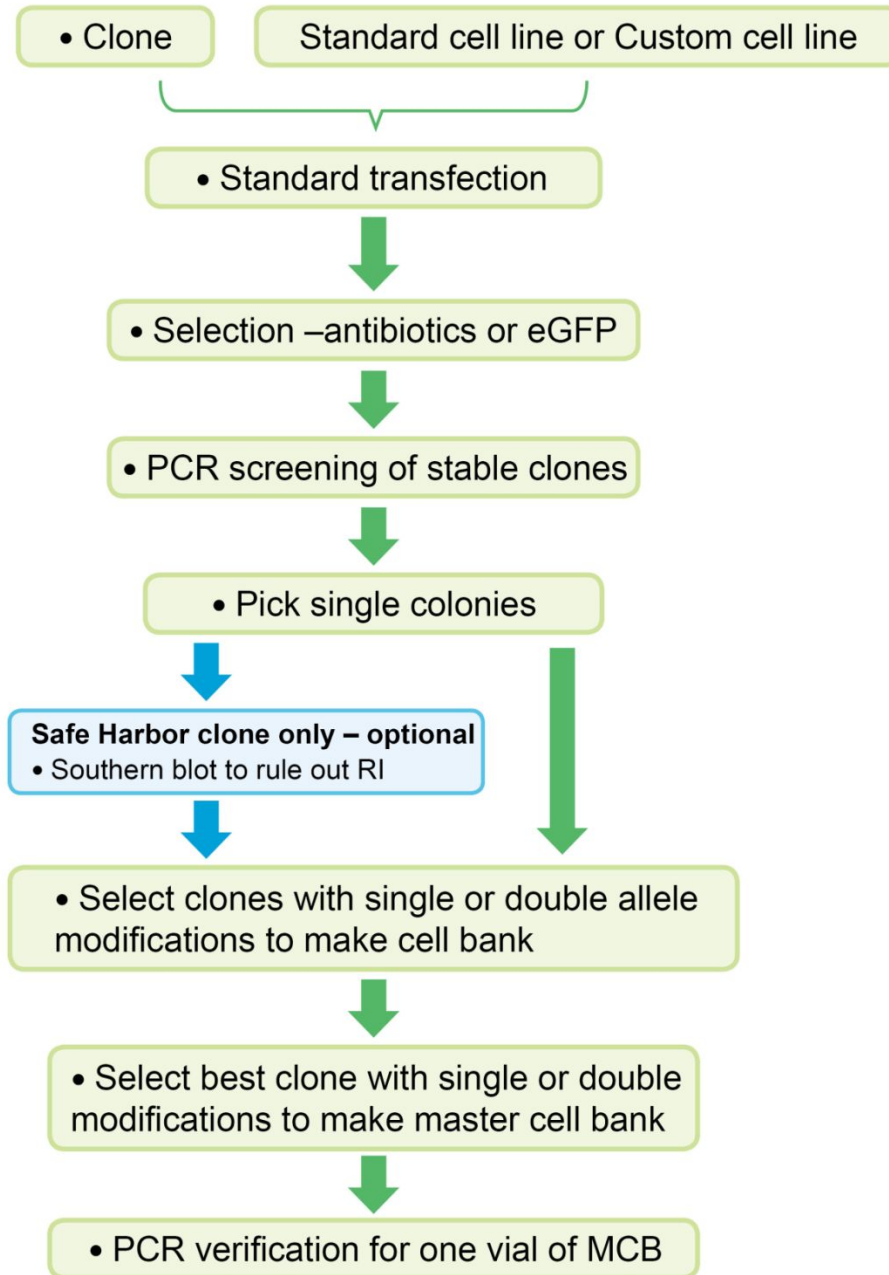 • Clone
Standard cell line or Custom cell line
• Standard transfection
• Selection –antibiotics or eGFP
• PCR screening of stable clones
• Pick single colonies
Safe Harbor clone only – optional
• Southern blot to rule out RI
• Select clones with single or double allele
modifications to make cell bank
• Select best clone with single or double
modifications to make master cell bank
• PCR verification for one vial of MCB